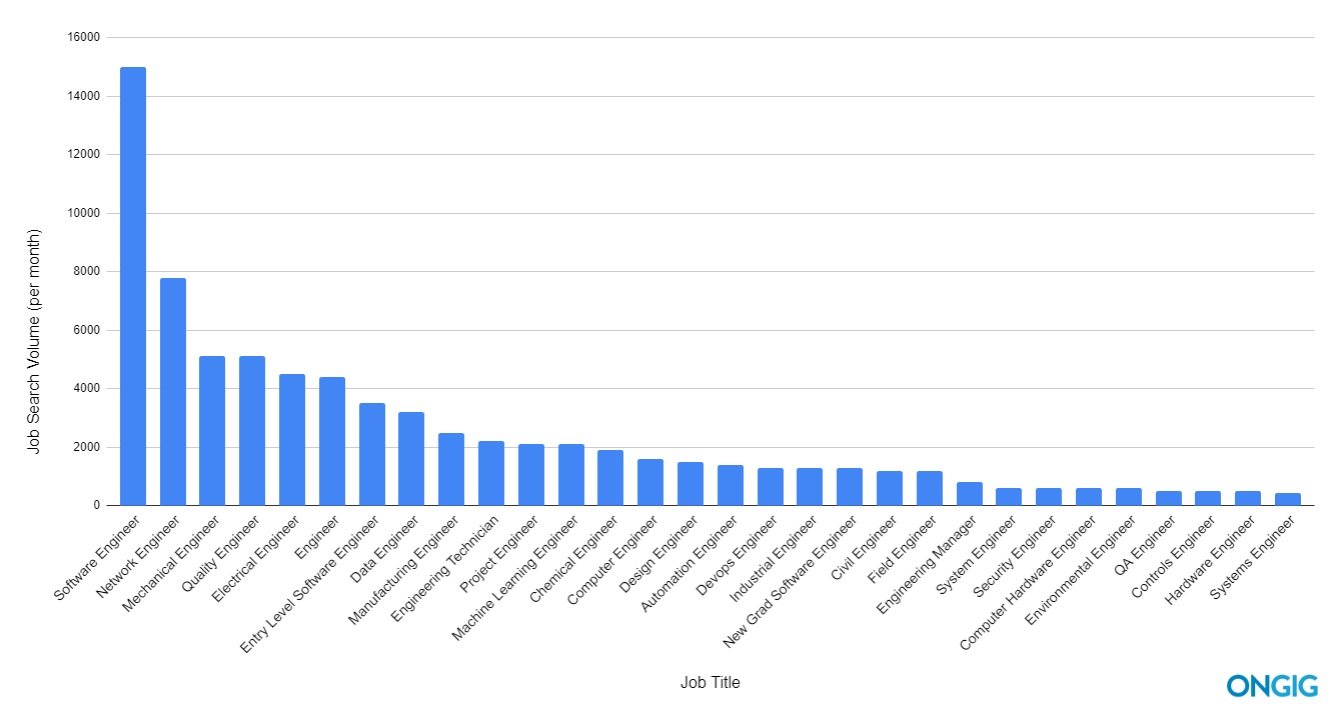 16000
14000
12000
10000
8000
6000
4000
2000
0
Job Search Volume (per month)
Software Engineer
Network Engineer
Mechanical Engineer
Quality Engineer
Electrical Engineer
Engineer
Entry Level Software Engineer
Data Engineer
Manufacturing Engineer
Engineering Technician
Project Engineer
Machine Learning Engineer
Chemical Engineer
Computer Engineer
Design Engineer
Automation Engineer
Devops Engineer
Industrial Engineer
New Grad Software Engineer
Civil Engineer
Field Engineer
Engineering Manager
System Engineer
Security Engineer
Computer Hardware Engineer
Environmental Engineer
QA Engineer
Controls Engineer
Hardware Engineer
Systems Engineer
Job Title
ONGIG